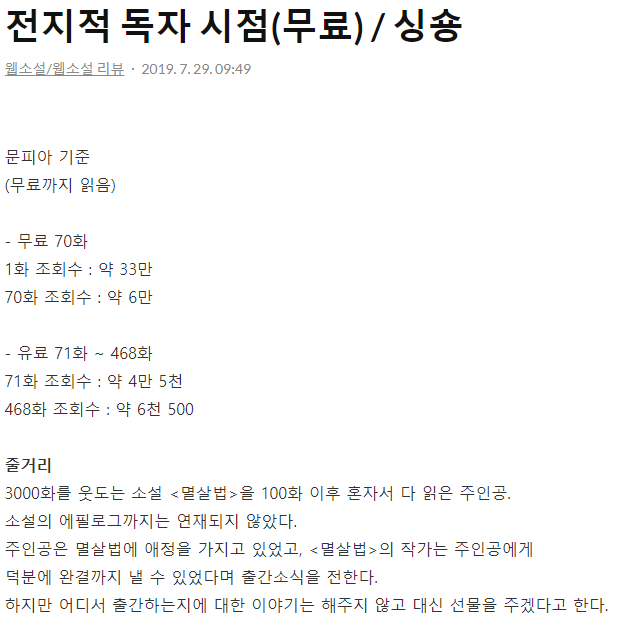 전지적 독자 시점(무료) / 싱숑
웹소설/웹소설 리뷰 · 2019. 7. 29. 09:49
문피아 기준
(무료까지 읽음)
- 무료 70화
1화 조회수 : 약 33만
70화 조회수 : 약 6만
- 유료 71화 ~ 468화
71화 조회수 : 약 4만 5천
468화 조회수 : 약 6천 500
줄거리
3000화를 웃도는 소설 <멸살법>을 100화 이후 혼자서 다 읽은 주인공.
소설의 에필로그까지는 연재되지 않았다.
주인공은 멸살법에 애정을 가지고 있었고, <멸살법>의 작가는 주인공에게
덕분에 완결까지 낼 수 있었다며 출간소식을 전한다.
하지만 어디서 출간하는지에 대한 이야기는 해주지 않고 대신 선물을 주겠다고 한다.